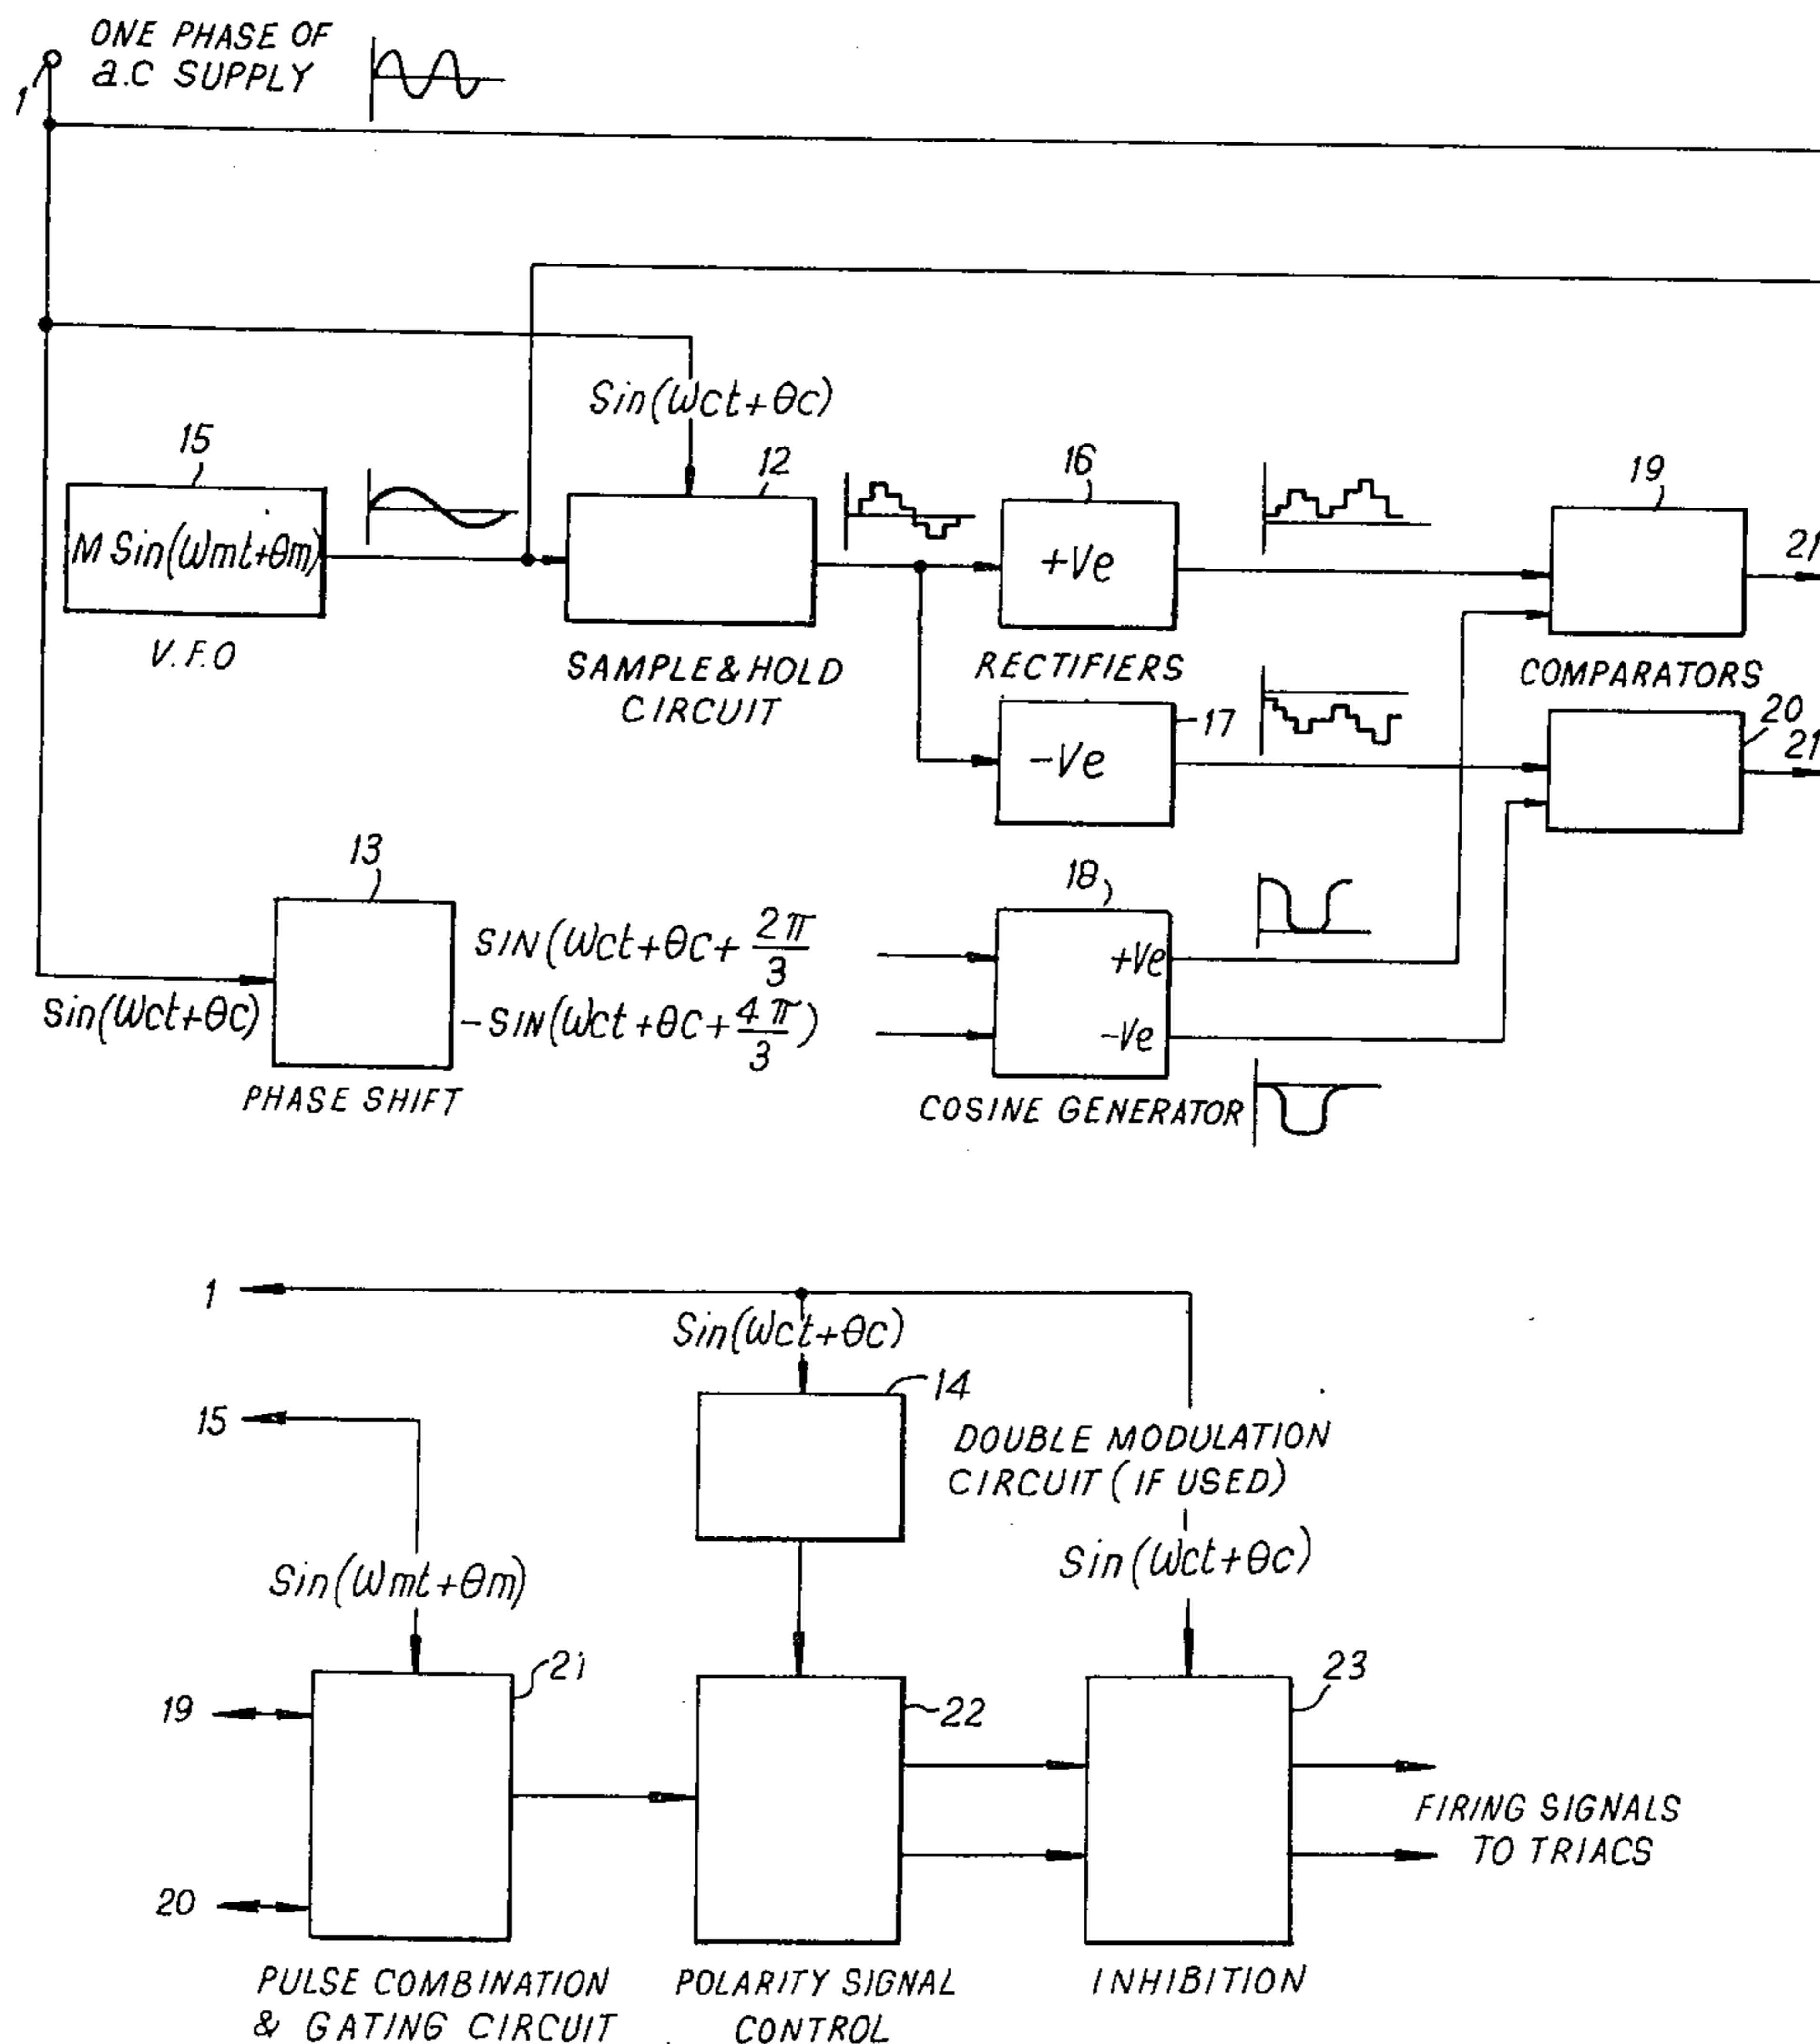 ONE PHASE OF
a.c SUPPLY
1
Sin(ωct+θc)
15
12
16
19
M Sin(ωmt+θm)
+Ve
21
V.F.O
SAMPLE & HOLD
CIRCUIT
RECTIFIERS
COMPARATORS
17
20
-Ve
21
13
18
SIN(ωct+θc+2π/3
+Ve
Sin(ωct+θc)
-SIN(ωct+θc+4π/3)
-Ve
PHASE SHIFT
COSINE GENERATOR
1
Sin(ωct+θc)
14
15
DOUBLE MODULATION
CIRCUIT (IF USED)
Sin(ωmt+θm)
Sin(ωct+θc)
21
23
19
22
FIRING SIGNALS
TO TRIACS
20
PULSE COMBINATION
& GATING CIRCUIT
POLARITY SIGNAL
CONTROL
INHIBITION